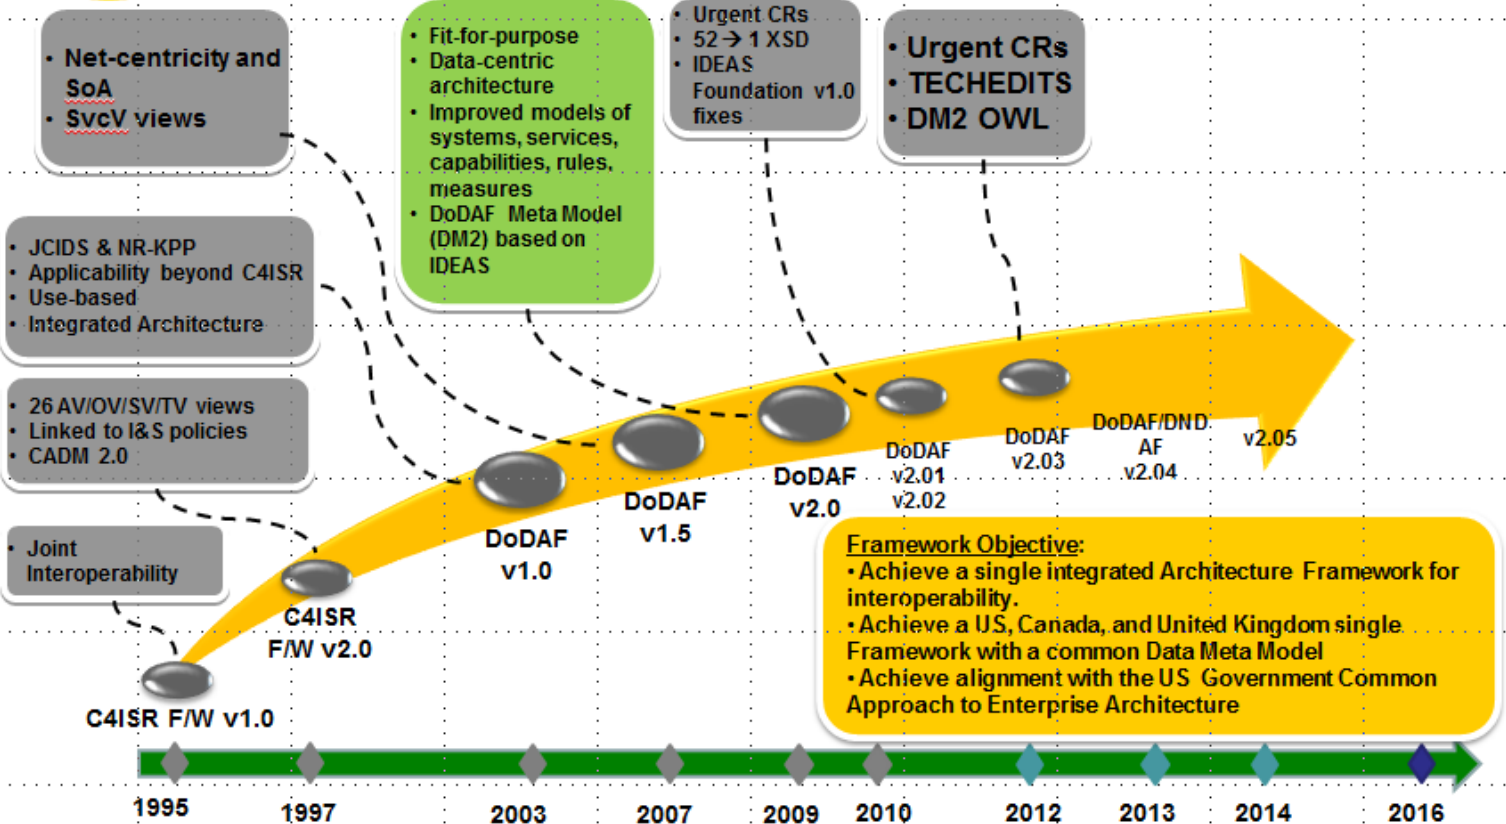 • Net-centricity and
SoA
• SvcV views
• Fit-for-purpose
• Data-centric
architecture
• Improved models of
systems, services,
capabilities, rules,
measures
• DoDAF Meta Model
(DM2) based on
IDEAS
• Urgent CRs
• 52 → 1 XSD
• IDEAS
Foundation v1.0
fixes
• Urgent CRs
• TECHEDITS
• DM2 OWL
• JCIDS & NR-KPP
• Applicability beyond C4ISR
• Use-based
• Integrated Architecture
• 26 AV/OV/SV/TV views
• Linked to I&S policies
• CADM 2.0
• Joint
Interoperability
C4ISR F/W v1.0
C4ISR
F/W v2.0
DoDAF
v1.0
DoDAF
v1.5
DoDAF
v2.0
DoDAF
v2.01
v2.02
DoDAF
v2.03
DoDAF/DND
AF
v2.04
v2.05
Framework Objective:
• Achieve a single integrated Architecture Framework for
interoperability.
• Achieve a US, Canada, and United Kingdom single
Framework with a common Data Meta Model
• Achieve alignment with the US Government Common
Approach to Enterprise Architecture
1995
1997
2003
2007
2009
2010
2012
2013
2014
2016